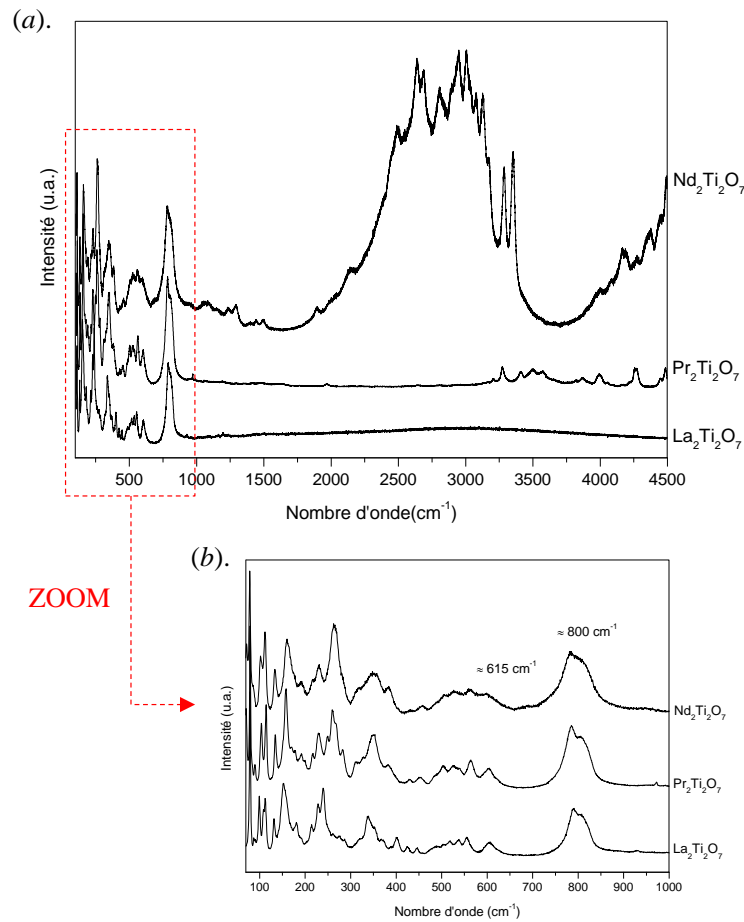 (a).
Intensité (u.a.)
Nd₂Ti₂O₇
Pr₂Ti₂O₇
La₂Ti₂O₇
500 1000 1500 2000 2500 3000 3500 4000 4500
Nombre d'onde(cm⁻¹)
ZOOM
(b).
Intensité (u.a.)
≈ 800 cm⁻¹
≈ 615 cm⁻¹
Nd₂Ti₂O₇
Pr₂Ti₂O₇
La₂Ti₂O₇
100 200 300 400 500 600 700 800 900 1000
Nombre d'onde (cm⁻¹)